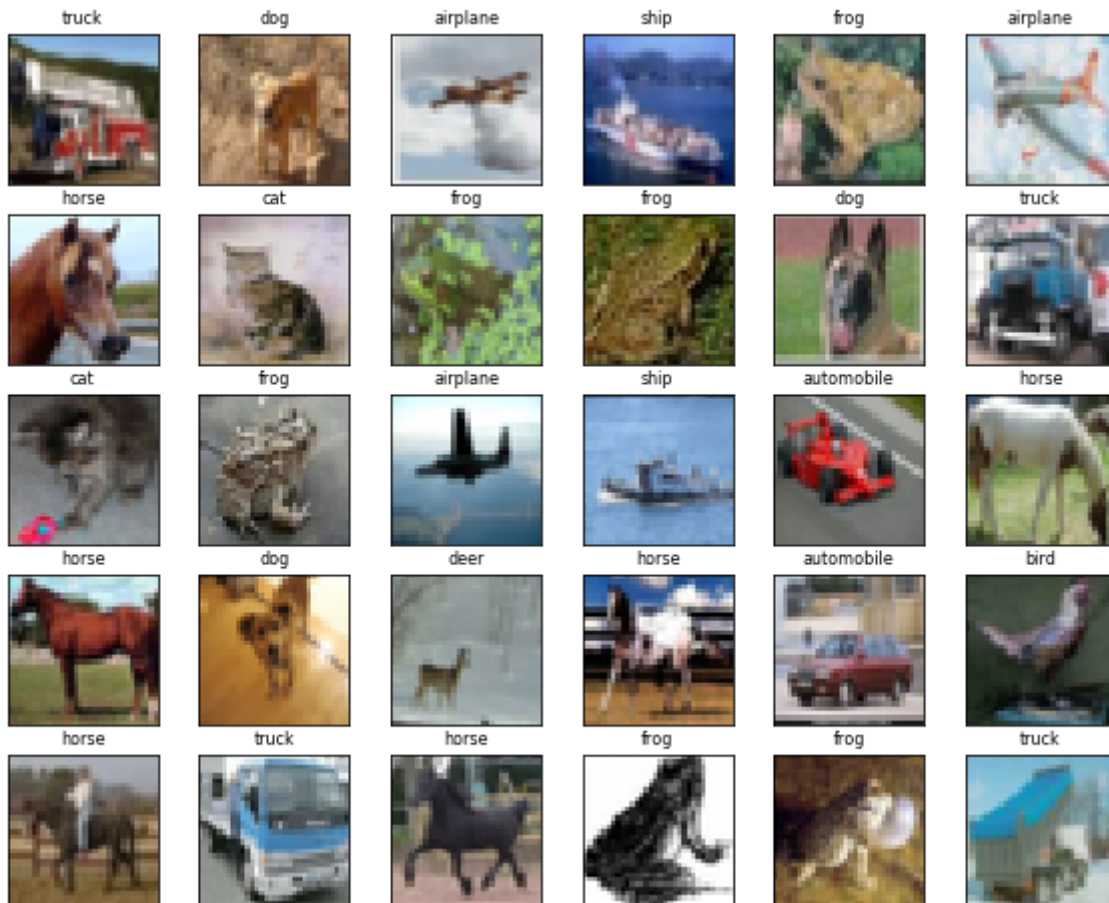 truck dog airplane ship frog airplane
horse cat frog frog dog truck
cat frog airplane ship automobile horse
horse dog deer horse automobile bird
horse truck horse frog frog truck